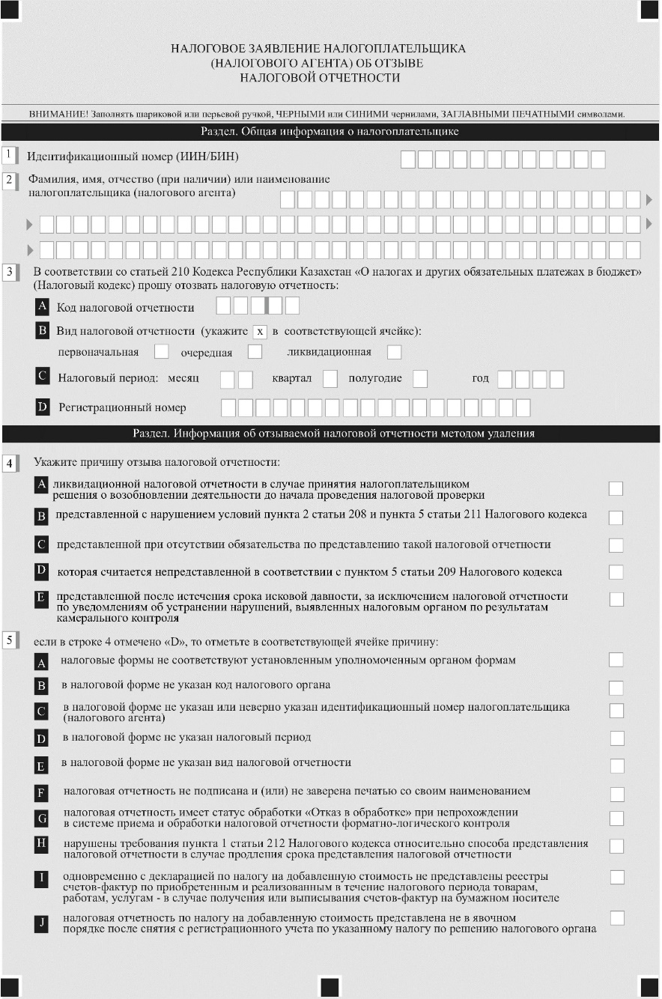 НАЛОГОВОЕ ЗАЯВЛЕНИЕ НАЛОГОПЛАТЕЛЬЩИКА
(НАЛОГОВОГО АГЕНТА) ОБ ОТЗЫВЕ
НАЛОГОВОЙ ОТЧЕТНОСТИ
ВНИМАНИЕ! Заполнять шариковой или перьевой ручкой, ЧЕРНЫМИ или СИНИМИ чернилами, ЗАГЛАВНЫМИ ПЕЧАТНЫМИ символами.
Раздел. Общая информация о налогоплательщике
1 Идентификационный номер (ИИН/БИН)
2 Фамилия, имя, отчество (при наличии) или наименование
налогоплательщика (налогового агента)
3 В соответствии со статьей 210 Кодекса Республики Казахстан «О налогах и других обязательных платежах в бюджет»
(Налоговый кодекс) прошу отозвать налоговую отчетность:
A Код налоговой отчетности
B Вид налоговой отчетности (укажите x в соответствующей ячейке):
первоначальная очередная ликвидационная
C Налоговый период: месяц квартал полугодие год
D Регистрационный номер
Раздел. Информация об отзываемой налоговой отчетности методом удаления
4 Укажите причину отзыва налоговой отчетности:
A ликвидационной налоговой отчетности в случае принятия налогоплательщиком
решения о возобновлении деятельности до начала проведения налоговой проверки
B представленной с нарушением условий пункта 2 статьи 208 и пункта 5 статьи 211 Налогового кодекса
C представленной при отсутствии обязательства по представлению такой налоговой отчетности
D которая считается непредставленной в соответствии с пунктом 5 статьи 209 Налогового кодекса
E представленной после истечения срока исковой давности, за исключением налоговой отчетности
по уведомлениям об устранении нарушений, выявленных налоговым органом по результатам
камерального контроля
5 если в строке 4 отмечено «D», то отметьте в соответствующей ячейке причину:
A налоговые формы не соответствуют установленным уполномоченным органом формам
B в налоговой форме не указан код налогового органа
C в налоговой форме не указан или неверно указан идентификационный номер налогоплательщика
(налогового агента)
D в налоговой форме не указан налоговый период
E в налоговой форме не указан вид налоговой отчетности
F налоговая отчетность не подписана и (или) не заверена печатью со своим наименованием
G налоговая отчетность имеет статус обработки «Отказ в обработке» при непрохождении
в системе приема и обработки налоговой отчетности форматно-логического контроля
H нарушены требования пункта 1 статьи 212 Налогового кодекса относительно способа представления
налоговой отчетности в случае продления срока представления налоговой отчетности
I одновременно с декларацией по налогу на добавленную стоимость не представлены реестры
счетов-фактур по приобретенным и реализованным в течение налогового периода товарам,
работам, услугам - в случае получения или выписывания счетов-фактур на бумажном носителе
J налоговая отчетность по налогу на добавленную стоимость представлена не в явочном
порядке после снятия с регистрационного учета по указанному налогу по решению налогового органа